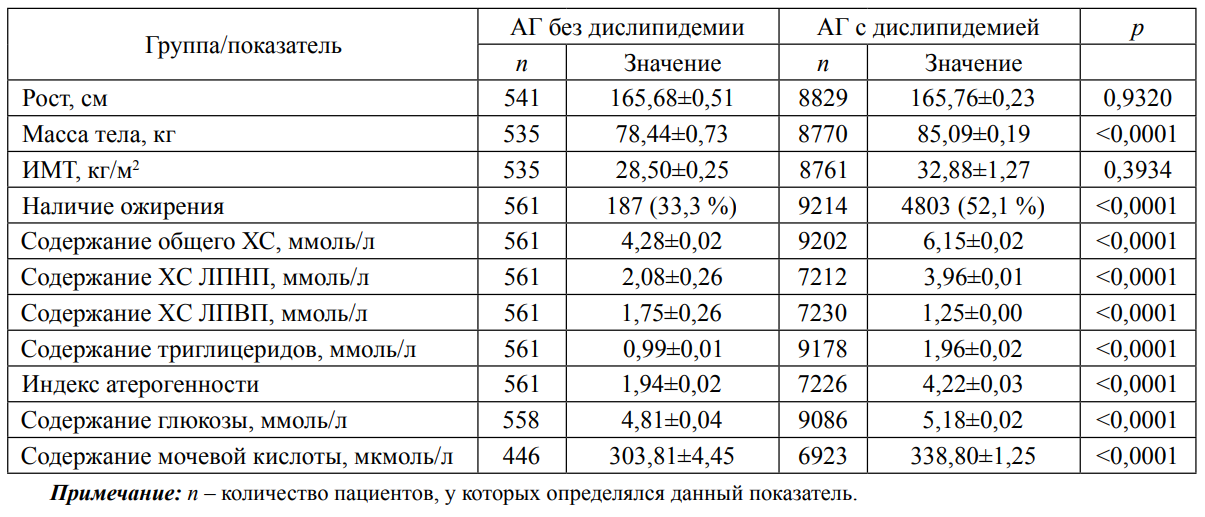 Группа/показатель АГ без дислипидемии АГ с дислипидемией p
n Значение n Значение
Рост, см 541 165,68±0,51 8829 165,76±0,23 0,9320
Масса тела, кг 535 78,44±0,73 8770 85,09±0,19 <0,0001
ИМТ, кг/м² 535 28,50±0,25 8761 32,88±1,27 0,3934
Наличие ожирения 561 187 (33,3 %) 9214 4803 (52,1 %) <0,0001
Содержание общего ХС, ммоль/л 561 4,28±0,02 9202 6,15±0,02 <0,0001
Содержание ХС ЛПНП, ммоль/л 561 2,08±0,26 7212 3,96±0,01 <0,0001
Содержание ХС ЛПВП, ммоль/л 561 1,75±0,26 7230 1,25±0,00 <0,0001
Содержание триглицеридов, ммоль/л 561 0,99±0,01 9178 1,96±0,02 <0,0001
Индекс атерогенности 561 1,94±0,02 7226 4,22±0,03 <0,0001
Содержание глюкозы, ммоль/л 558 4,81±0,04 9086 5,18±0,02 <0,0001
Содержание мочевой кислоты, мкмоль/л 446 303,81±4,45 6923 338,80±1,25 <0,0001
Примечание: n – количество пациентов, у которых определялся данный показатель.